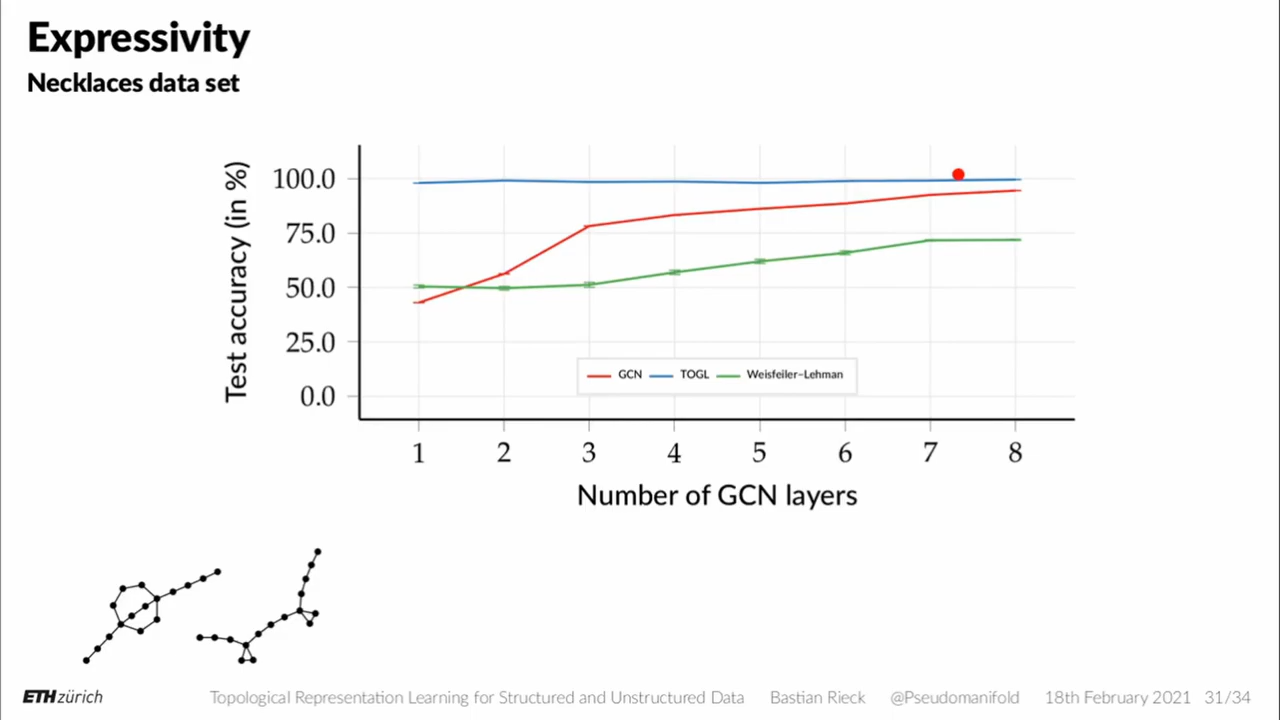 Expressivity
Necklaces data set
Test accuracy (in %)
100.0
75.0
50.0
25.0
0.0
GCN TOGL Weisfeiler–Lehman
1 2 3 4 5 6 7 8
Number of GCN layers
ETH zürich Topological Representation Learning for Structured and Unstructured Data Bastian Rieck @Pseudomanifold 18th February 2021 31/34